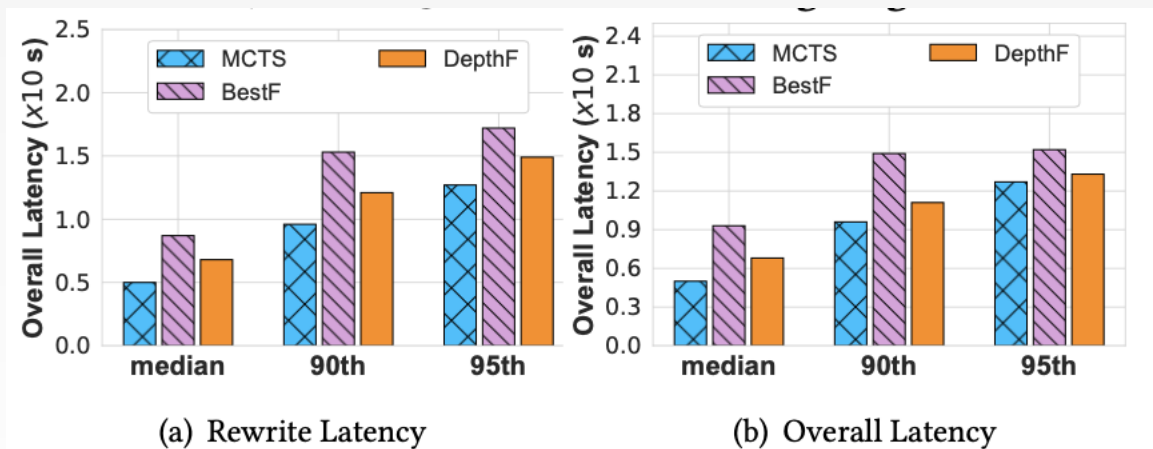 Overall Latency (x10 s)
2.5
2.0
1.5
1.0
0.5
0.0
MCTS
BestF
DepthF
median
90th
95th
(a) Rewrite Latency
Overall Latency (x10 s)
2.4
2.1
1.8
1.5
1.2
0.9
0.6
0.3
0.0
MCTS
BestF
DepthF
median
90th
95th
(b) Overall Latency